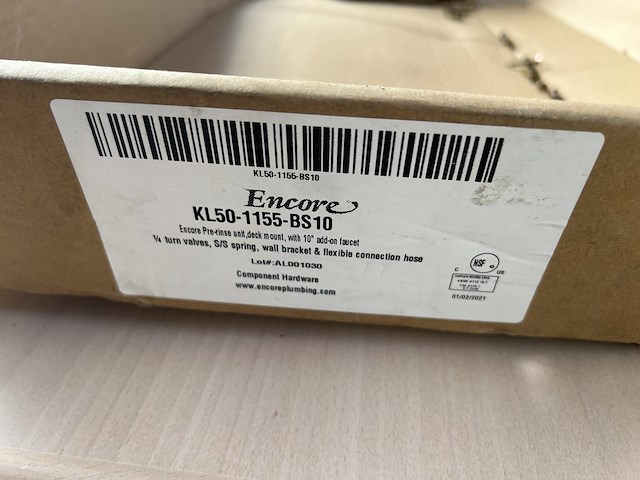 KL50-1155-BS10
Encore
KL50-1155-BS10
Encore Pre-rinse unit,deck mount, with 10" add-on faucet
¼ turn valves, S/S spring, wall bracket & flexible connection hose
Lot#:AL001030
Component Hardware
www.encoreplumbing.com
NSF
C US
01/02/2021